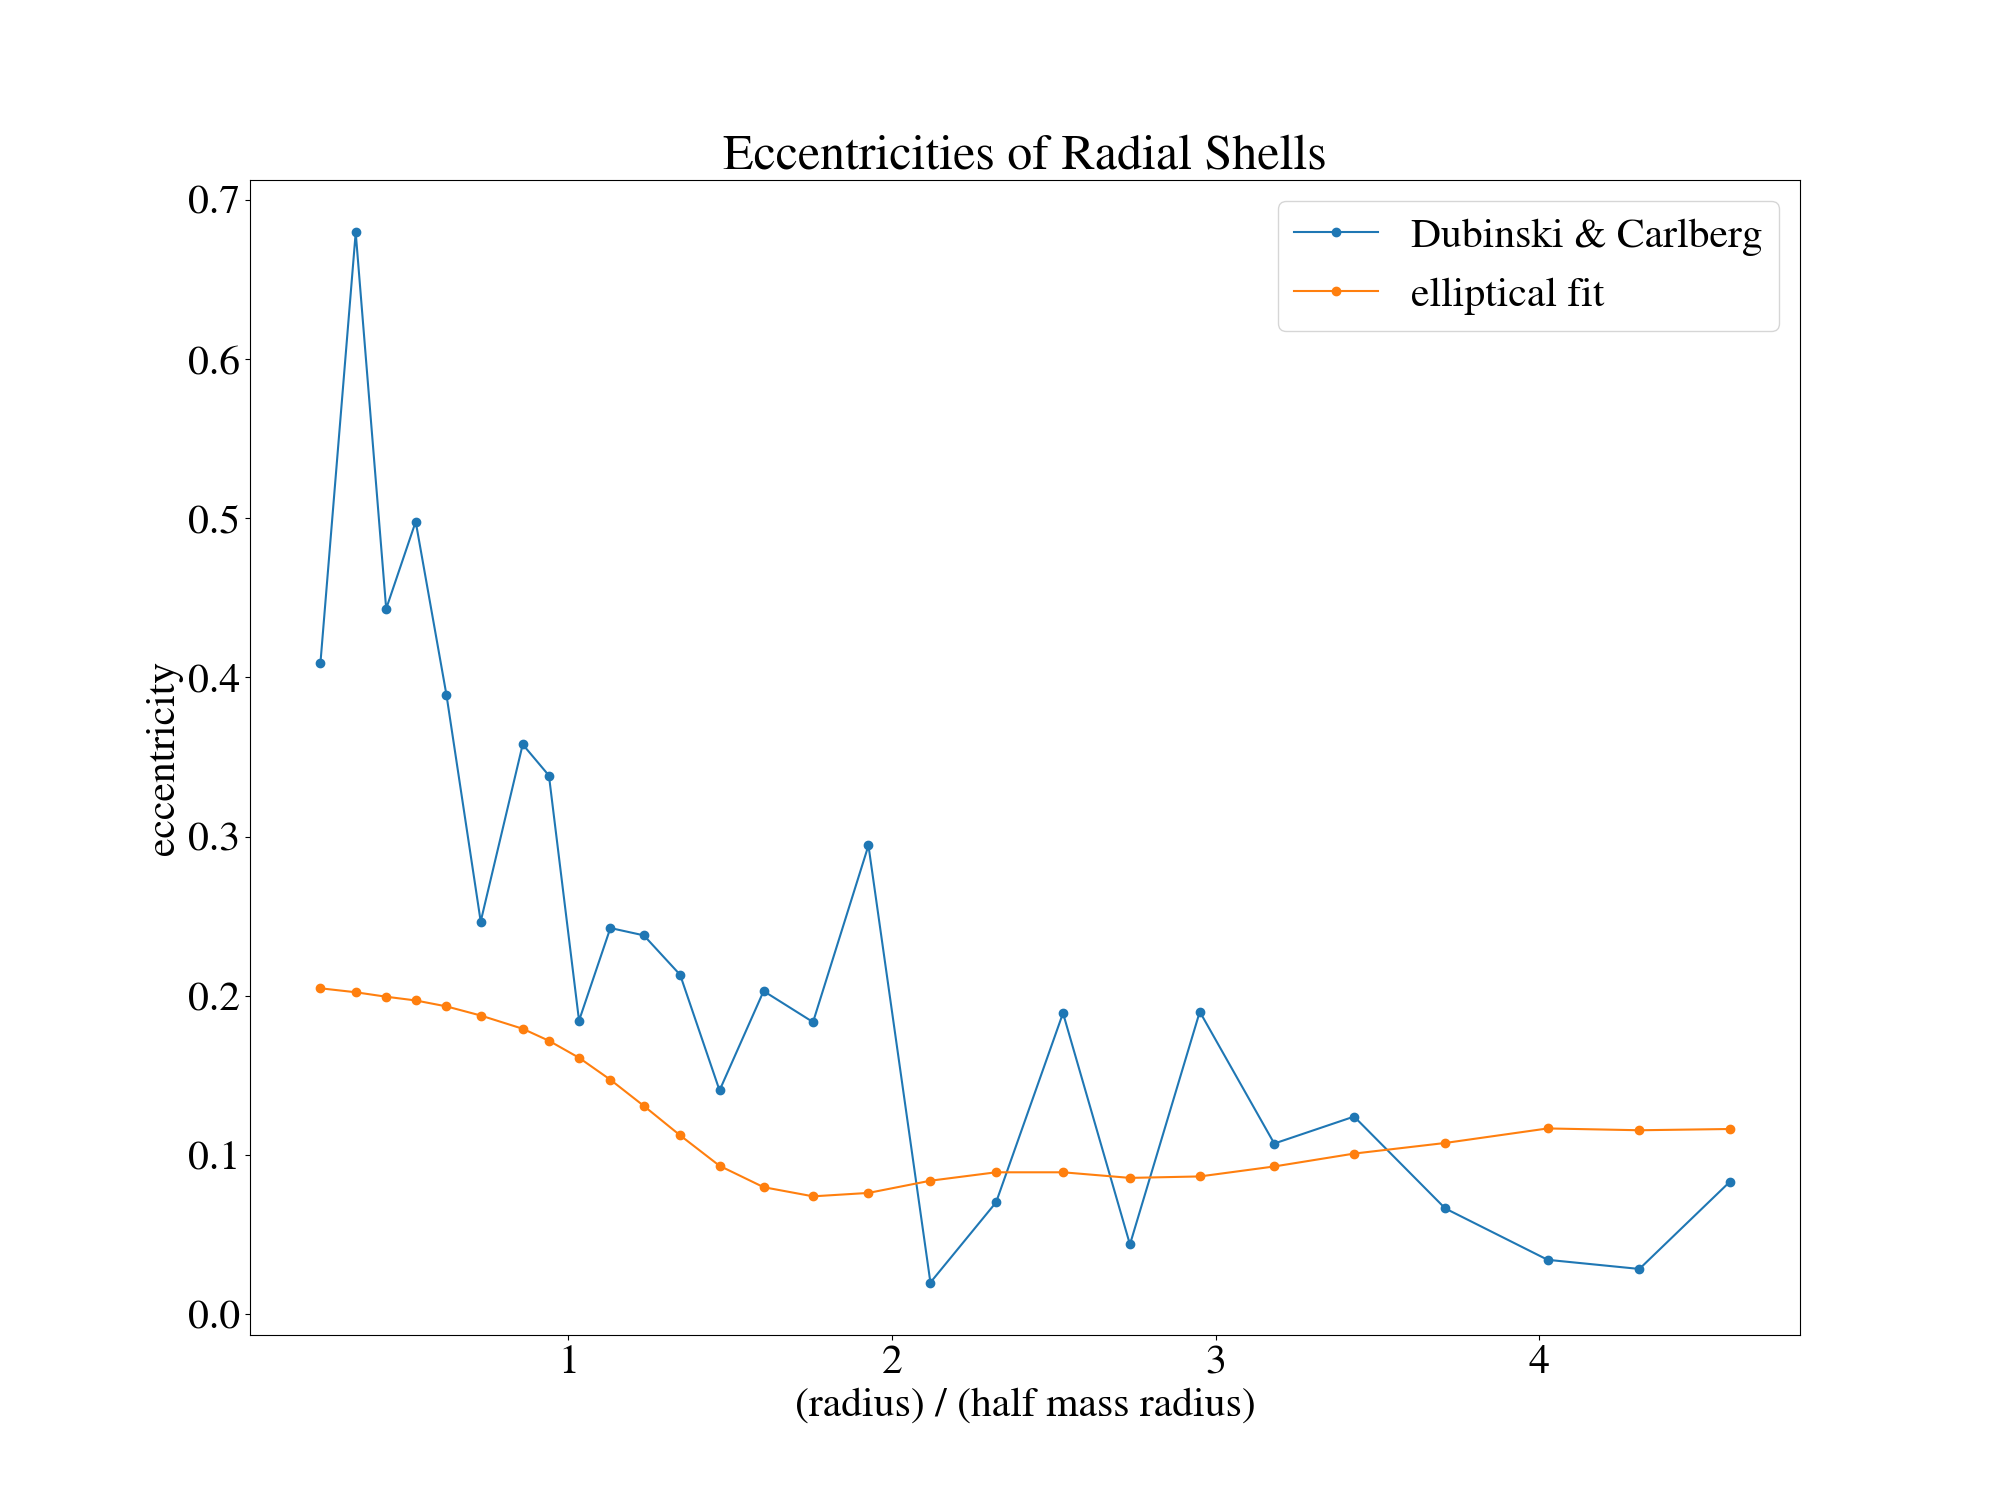 Eccentricities of Radial Shells
Dubinski & Carlberg
elliptical fit
0.7
0.6
0.5
0.4
0.3
0.2
0.1
0.0
eccentricity
1 2 3 4
(radius) / (half mass radius)